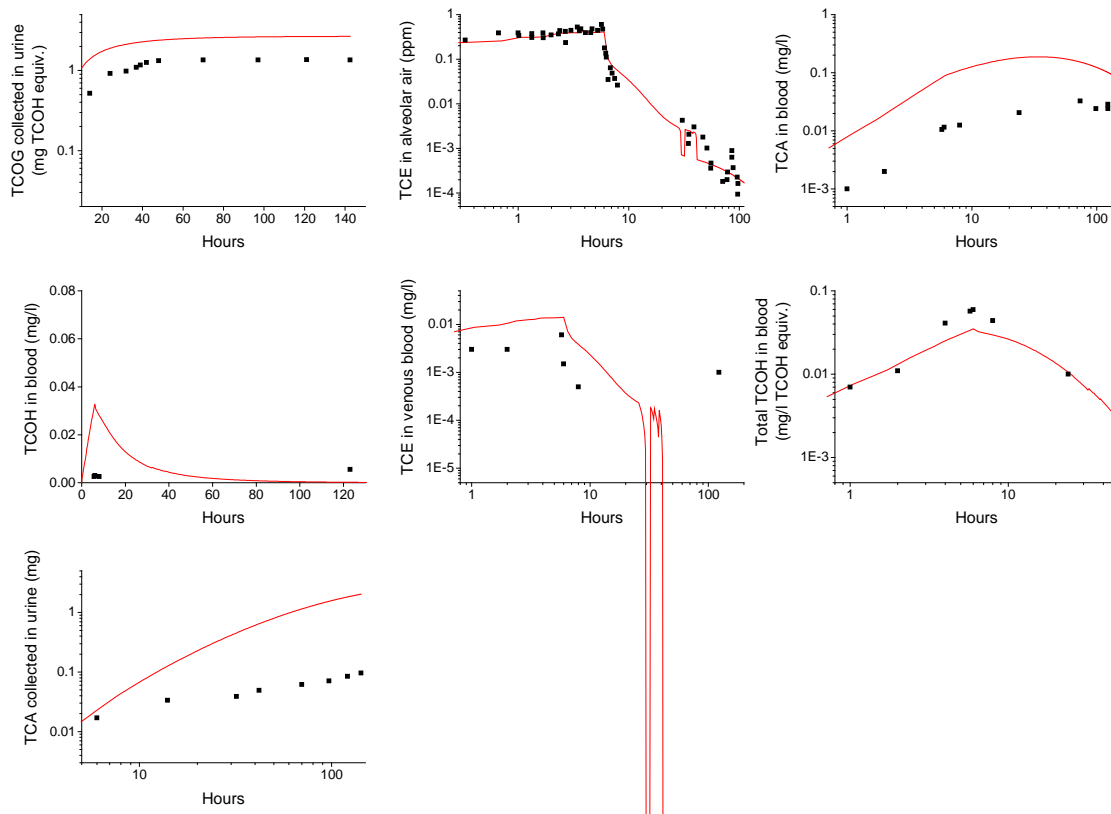 TCOG collected in urine
(mg TCOH equiv.)
1
0.1
20 40 60 80 100 120 140
Hours
TCE in alveolar air (ppm)
1
0.1
0.01
1E-3
1E-4
1 10 100
Hours
TCA in blood (mg/l)
1
0.1
0.01
1E-3
1 10 100
Hours
TCOH in blood (mg/l)
0.08
0.06
0.04
0.02
0.00
0 20 40 60 80 100 120
Hours
TCE in venous blood (mg/l)
0.01
1E-3
1E-4
1E-5
1 10 100
Hours
Total TCOH in blood
(mg/l TCOH equiv.)
0.1
0.01
1E-3
1 10
Hours
TCA collected in urine (mg)
1
0.1
0.01
10 100
Hours